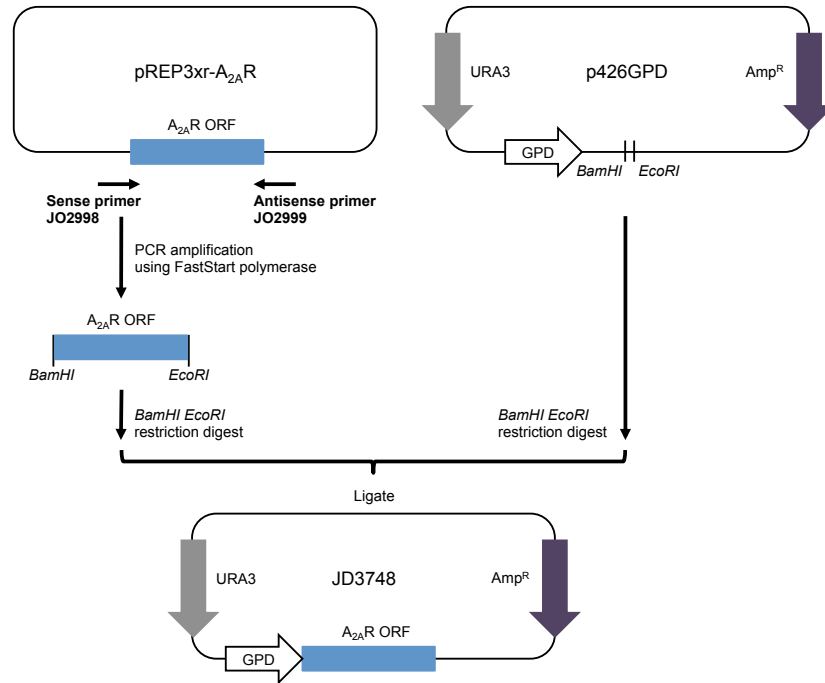 pREP3xr-A₂ₐR
A₂ₐR ORF
Sense primer
JO2998
Antisense primer
JO2999
URA3
p426GPD
Ampᴿ
GPD
BamHI
EcoRI
PCR amplification
using FastStart polymerase
A₂ₐR ORF
BamHI
EcoRI
BamHI EcoRI
restriction digest
BamHI EcoRI
restriction digest
Ligate
URA3
JD3748
Ampᴿ
A₂ₐR ORF
GPD